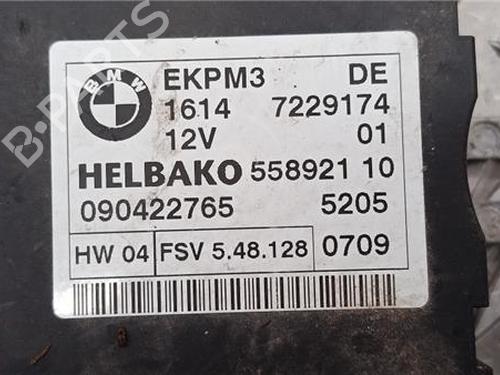 B-PARTS
BMW
EKPM3 DE
1614 7229174
12V 01
HELBAKO 558921 10
090422765 5205
HW 04 FSV 5.48.128 0709